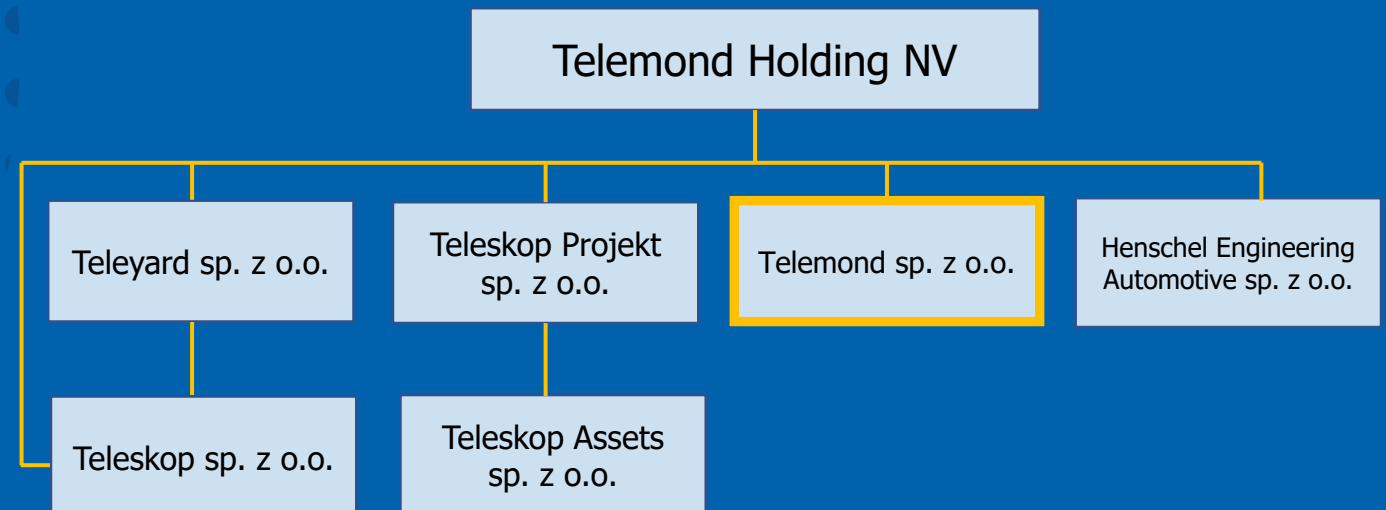 Telemond Holding NV
Teleyard sp. z o.o.
Teleskop Projekt
sp. z o.o.
Telemond sp. z o.o.
Henschel Engineering
Automotive sp. z o.o.
Teleskop sp. z o.o.
Teleskop Assets
sp. z o.o.